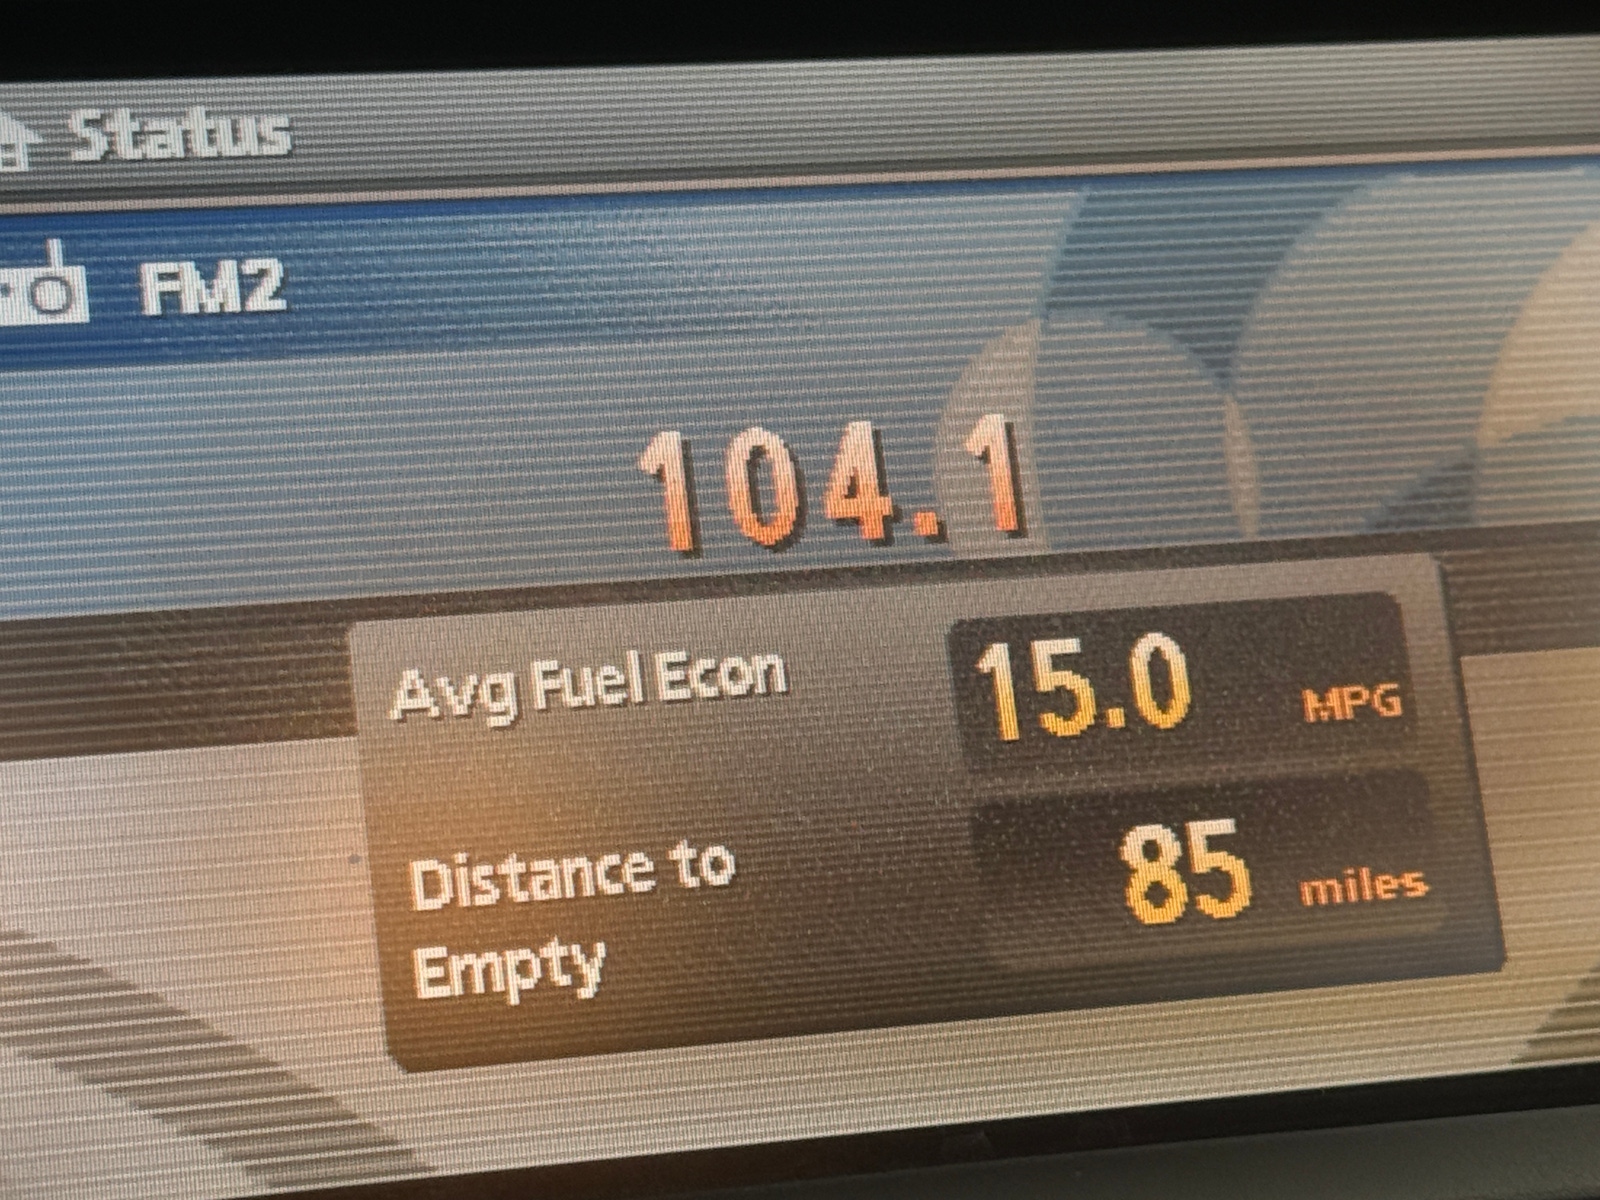 Status
FM2
104.1
Avg Fuel Econ 15.0 MPG
Distance to 85 miles
Empty